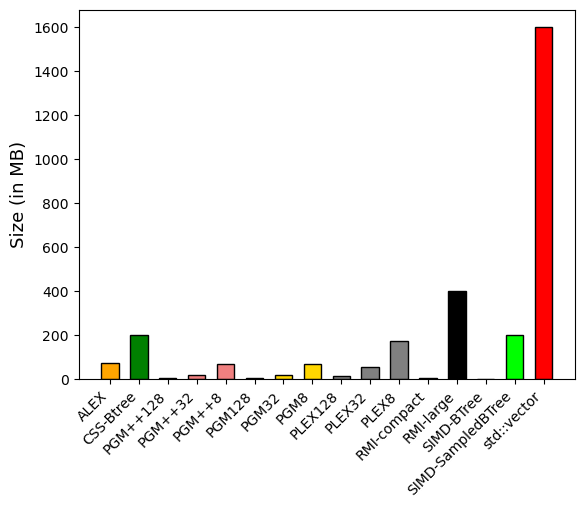 Size (in MB)
1600
1400
1200
1000
800
600
400
200
0
ALEX
CSS-Btree
PGM++128
PGM++32
PGM++8
PGM128
PGM32
PGM8
PLEX128
PLEX32
PLEX8
RMI-compact
RMI-large
SIMD-BTree
SIMD-SampledBTree
std::vector